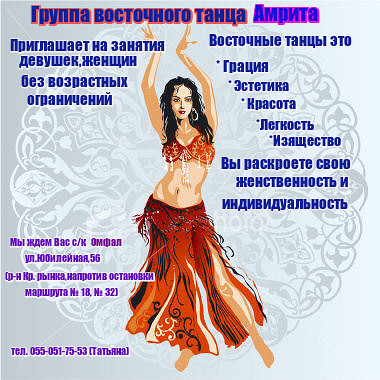 Группа восточного танца Амрита
Приглашает на занятия
девушек,женщин
без возрастных
ограничений
Восточные танцы это
* Грация
*Эстетика
*Красота
*Легкость
*Изящество
Вы раскроете свою
женственность и
индивидуальность
Мы ждем Вас с/к Омфал
ул.Юбилейная,56
(р-н Кр. рынка,напротив остановки
маршрута № 18, № 32)
тел. 055-051-75-53 (Татьяна)